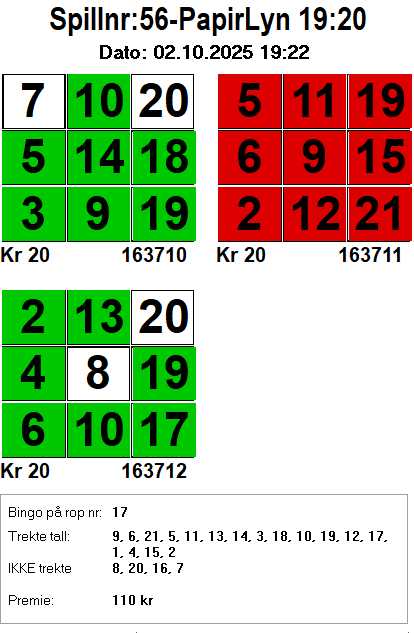 Spillnr:56-PapirLyn 19:20
Dato: 02.10.2025 19:22
7 10 20
5 14 18
3 9 19
Kr 20 163710
5 11 19
6 9 15
2 12 21
Kr 20 163711
2 13 20
4 8 19
6 10 17
Kr 20 163712
Bingo på rop nr: 17
Trekte tall: 9, 6, 21, 5, 11, 13, 14, 3, 18, 10, 19, 12, 17,
1, 4, 15, 2
IKKE trekte 8, 20, 16, 7
Premie: 110 kr